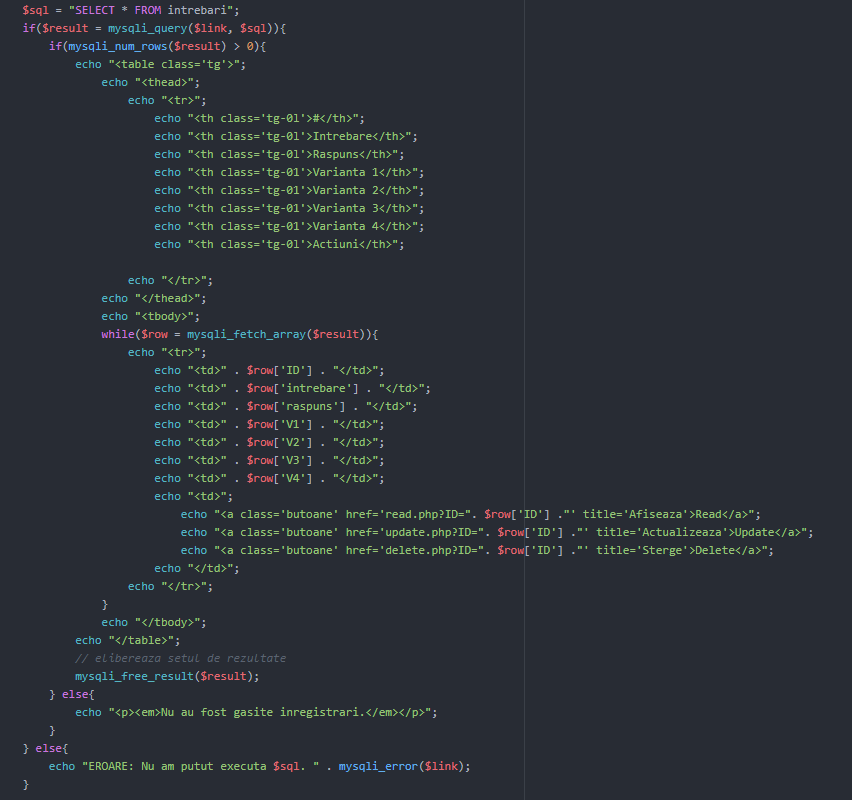 $sql = "SELECT * FROM intrebari";
if($result = mysqli_query($link, $sql)){
    if(mysqli_num_rows($result) > 0){
        echo "<table class='tg'>";
            echo "<thead>";
                echo "<tr>";
                    echo "<th class='tg-0l'>#</th>";
                    echo "<th class='tg-0l'>Intrebare</th>";
                    echo "<th class='tg-0l'>Raspuns</th>";
                    echo "<th class='tg-01'>Varianta 1</th>";
                    echo "<th class='tg-01'>Varianta 2</th>";
                    echo "<th class='tg-01'>Varianta 3</th>";
                    echo "<th class='tg-01'>Varianta 4</th>";
                    echo "<th class='tg-0l'>Actiuni</th>";

                echo "</tr>";
            echo "</thead>";
            echo "<tbody>";
            while($row = mysqli_fetch_array($result)){
                echo "<tr>";
                    echo "<td>" . $row['ID'] . "</td>";
                    echo "<td>" . $row['intrebare'] . "</td>";
                    echo "<td>" . $row['raspuns'] . "</td>";
                    echo "<td>" . $row['V1'] . "</td>";
                    echo "<td>" . $row['V2'] . "</td>";
                    echo "<td>" . $row['V3'] . "</td>";
                    echo "<td>" . $row['V4'] . "</td>";
                    echo "<td>";
                        echo "<a class='butoane' href='read.php?ID=". $row['ID'] ."' title='Afiseaza'>Read</a>";
                        echo "<a class='butoane' href='update.php?ID=". $row['ID'] ."' title='Actualizeaza'>Update</a>";
                        echo "<a class='butoane' href='delete.php?ID=". $row['ID'] ."' title='Sterge'>Delete</a>";
                    echo "</td>";
                echo "</tr>";
            }
            echo "</tbody>";
        echo "</table>";
        // elibereaza setul de rezultate
        mysqli_free_result($result);
    } else{
        echo "<p><em>Nu au fost gasite inregistrari.</em></p>";
    }
} else{
    echo "EROARE: Nu am putut executa $sql. " . mysqli_error($link);
}